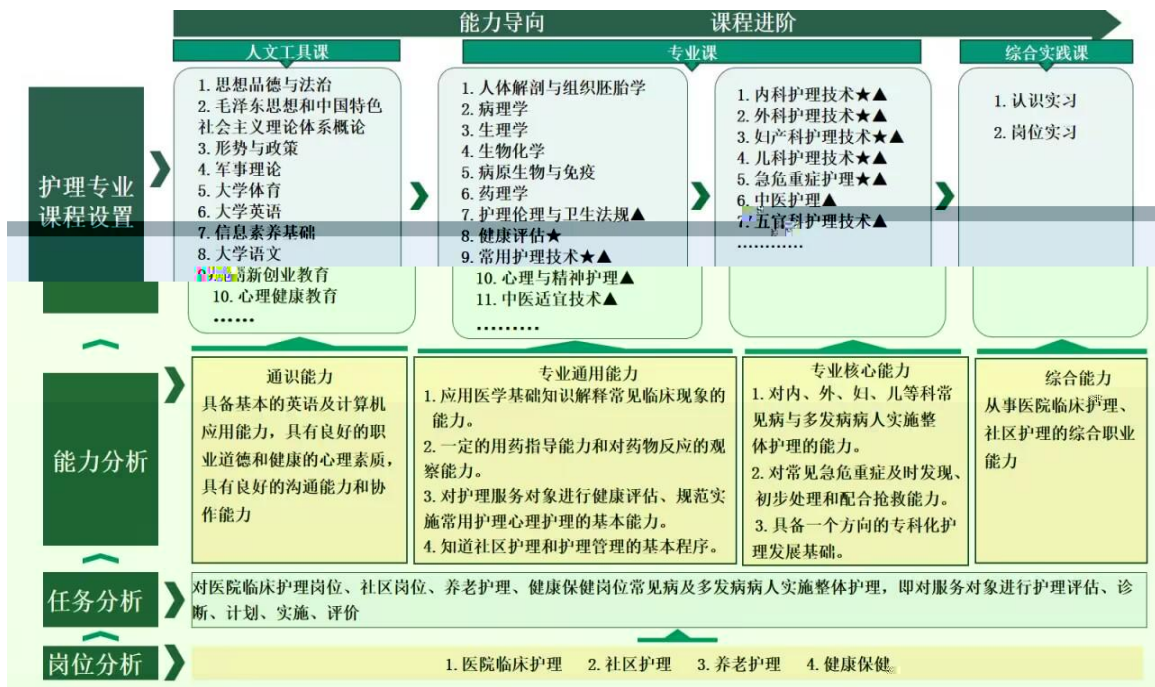 能力导向 课程进阶
人文工具课
专业课
综合实践课
护理专业
课程设置
1. 思想品德与法治
2. 毛泽东思想和中国特色
社会主义理论体系概论
3. 形势与政策
4. 军事理论
5. 大学体育
6. 大学英语
7. 信息素养基础
8. 大学语文
9. 创新创业教育
10. 心理健康教育
……
1. 人体解剖与组织胚胎学
2. 病理学
3. 生理学
4. 生物化学
5. 病原生物与免疫
6. 药理学
7. 护理伦理与卫生法规▲
8. 健康评估★
9. 常用护理技术★▲
10. 心理与精神护理▲
11. 中医适宜技术▲
………
1. 内科护理技术★▲
2. 外科护理技术★▲
3. 妇产科护理技术★▲
4. 儿科护理技术★▲
5. 急危重症护理★▲
6. 中医护理▲
7. 五官科护理技术▲
…………
1. 认识实习
2. 岗位实习
能力分析
通识能力
具备基本的英语及计算机
应用能力，具有良好的职
业道德和健康的心理素质，
具有良好的沟通能力和协
作能力
专业通用能力
1. 应用医学基础知识解释常见临床现象的
能力。
2. 一定的用药指导能力和对药物反应的观
察能力。
3. 对护理服务对象进行健康评估、规范实
施常用护理心理护理的基本能力。
4. 知道社区护理和护理管理的基本程序。
专业核心能力
1. 对内、外、妇、儿等科常
见病与多发病病人实施整
体护理的能力。
2. 对常见急危重症及时发现、
初步处理和配合抢救能力。
3. 具备一个方向的专科化护
理发展基础。
综合能力
从事医院临床护理、
社区护理的综合职业
能力
任务分析
对医院临床护理岗位、社区岗位、养老护理、健康保健岗位常见病及多发病病人实施整体护理，即对服务对象进行护理评估、诊
断、计划、实施、评价
岗位分析
1. 医院临床护理 2. 社区护理 3. 养老护理 4. 健康保健